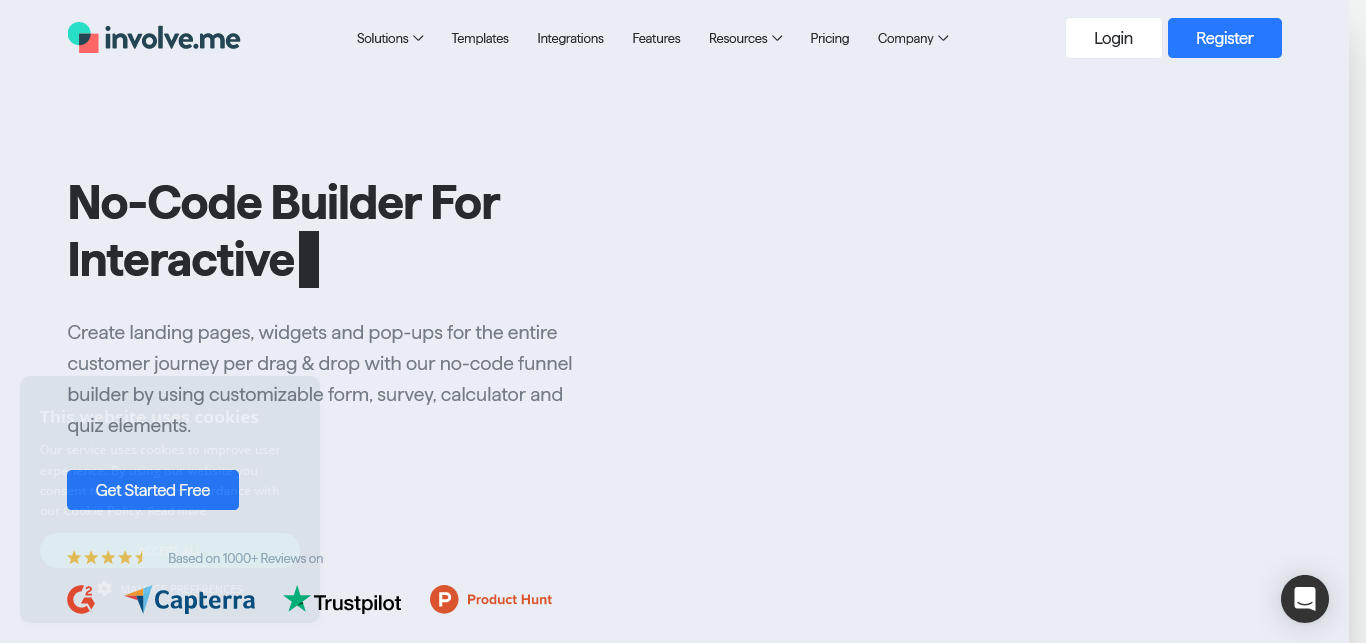 involve.me
Solutions
Templates
Integrations
Features
Resources
Pricing
Company
Login
Register
No-Code Builder For
Interactive
Create landing pages, widgets and pop-ups for the entire
customer journey per drag & drop with our no-code funnel
builder by using customizable form, survey, calculator and
quiz elements.
This website uses cookies
Our service uses cookies to improve user
experience. By using our website you
consent with
our Cookie Policy. Read more
Get Started Free
Based on 1000+ Reviews on
MANAGE PREFERENCES
G2
Capterra
Trustpilot
P Product Hunt